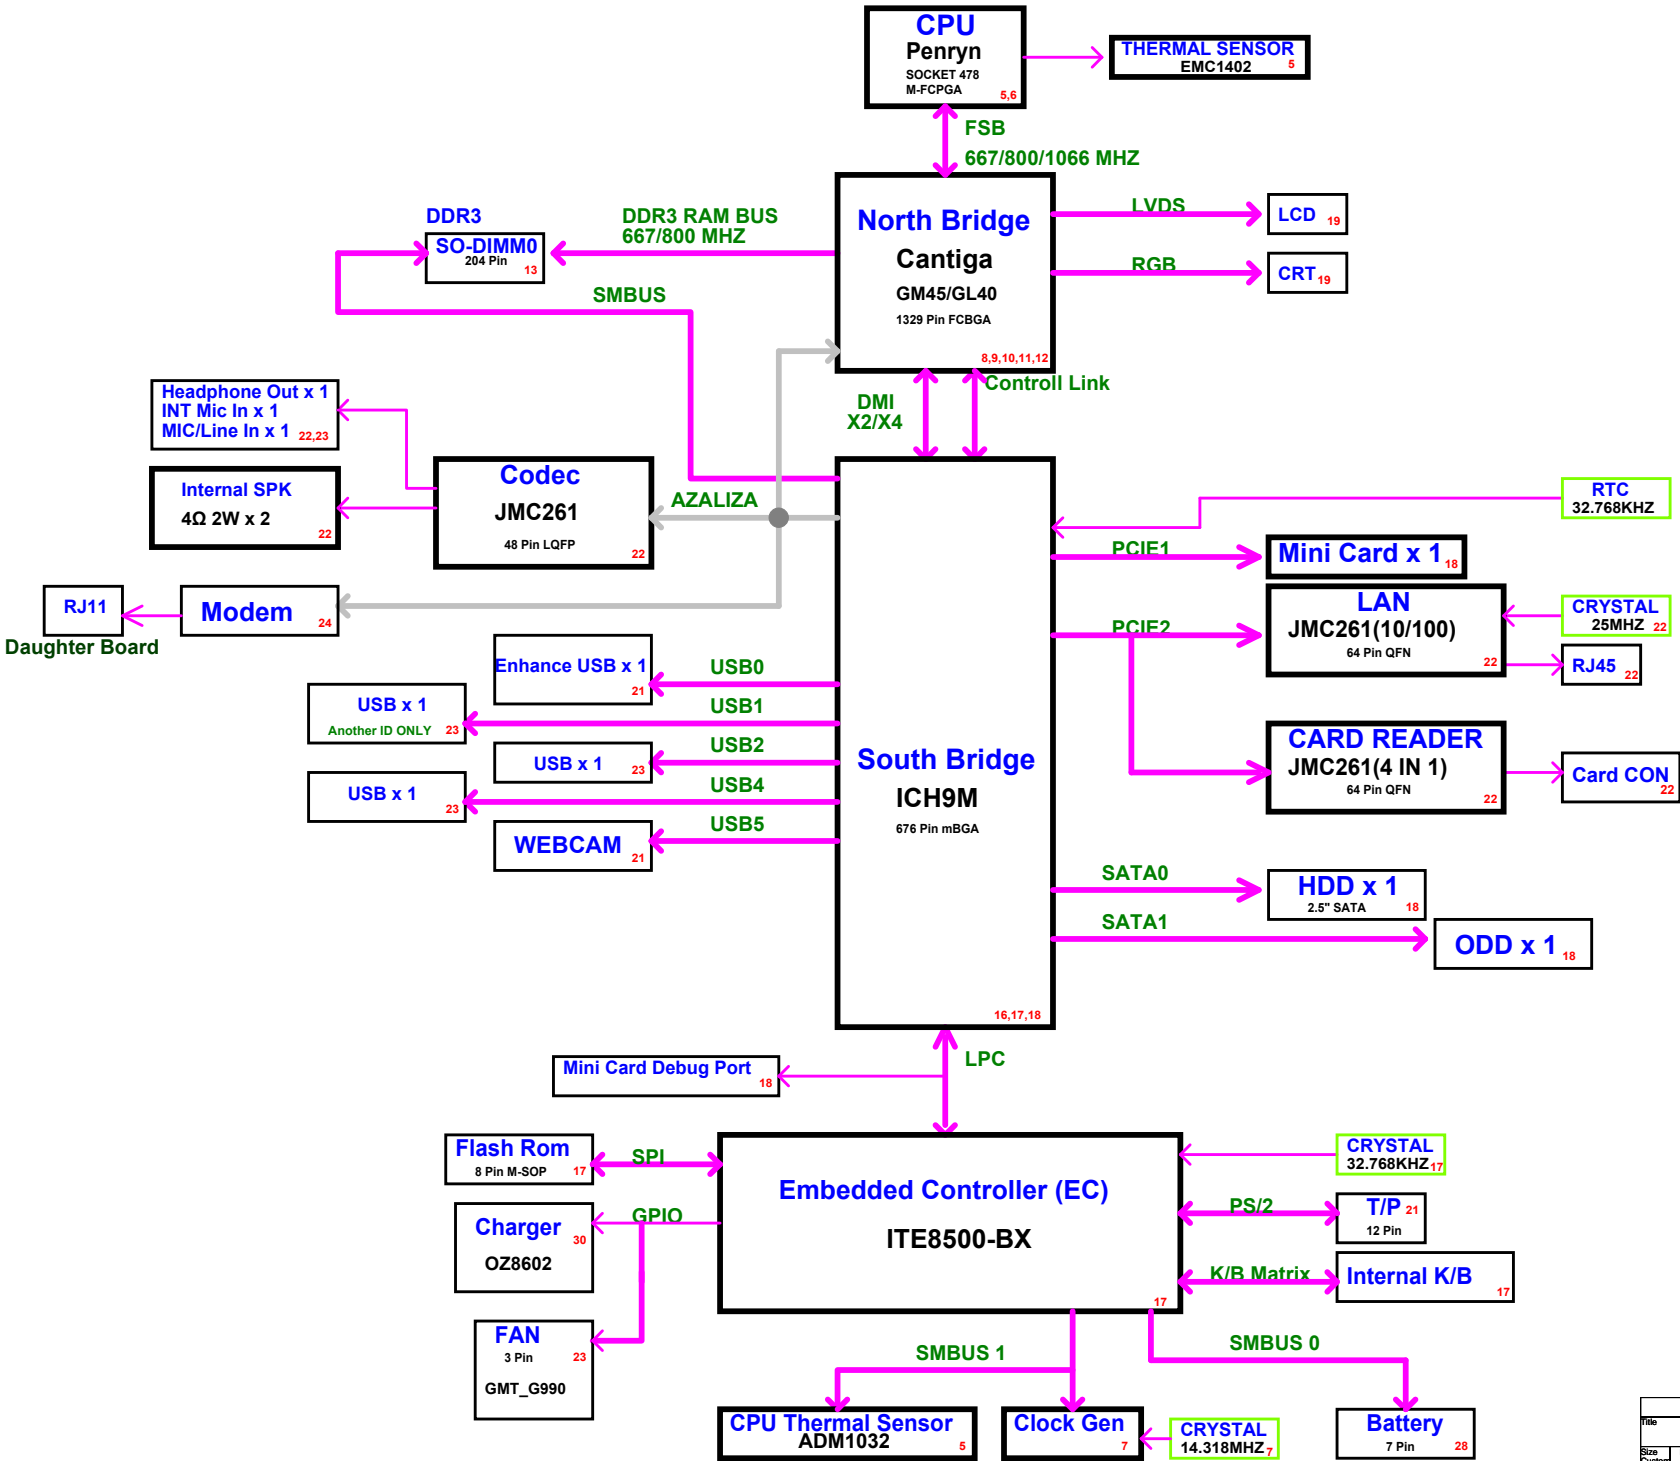 CPU
Penryn
SOCKET 478
M-FCPGA
5,6
THERMAL SENSOR
EMC1402 5
FSB
667/800/1066 MHZ
North Bridge
Cantiga
GM45/GL40
1329 Pin FCBGA
8,9,10,11,12
LVDS
LCD 19
RGB
CRT 19
DDR3
SO-DIMM0
204 Pin
13
DDR3 RAM BUS
667/800 MHZ
SMBUS
Controll Link
DMI
X2/X4
Headphone Out x 1
INT Mic In x 1
MIC/Line In x 1 22,23
Internal SPK
4Ω 2W x 2
22
Codec
JMC261
48 Pin LQFP
22
AZALIZA
RJ11
Daughter Board
Modem
24
RTC
32.768KHZ
PCIE1
Mini Card x 1 18
PCIE2
LAN
JMC261(10/100)
64 Pin QFN
22
CRYSTAL
25MHZ 22
RJ45
22
CARD READER
JMC261(4 IN 1)
64 Pin QFN
22
Card CON
22
Enhance USB x 1
21
USB0
USB x 1
Another ID ONLY 23
USB1
USB x 1
23
USB2
USB x 1
23
USB4
WEBCAM
21
USB5
South Bridge
ICH9M
676 Pin mBGA
16,17,18
SATA0
HDD x 1
2.5" SATA
18
SATA1
ODD x 1 18
LPC
Mini Card Debug Port
18
Flash Rom
8 Pin M-SOP 17
SPI
Charger
30
OZ8602
GPIO
FAN
3 Pin 23
GMT_G990
Embedded Controller (EC)
ITE8500-BX
17
CRYSTAL
32.768KHZ 17
PS/2
T/P 21
12 Pin
K/B Matrix
Internal K/B
17
SMBUS 1
SMBUS 0
CPU Thermal Sensor
ADM1032
5
Clock Gen
7
CRYSTAL
14.318MHZ 7
Battery
7 Pin 28
Title
Size
Custom